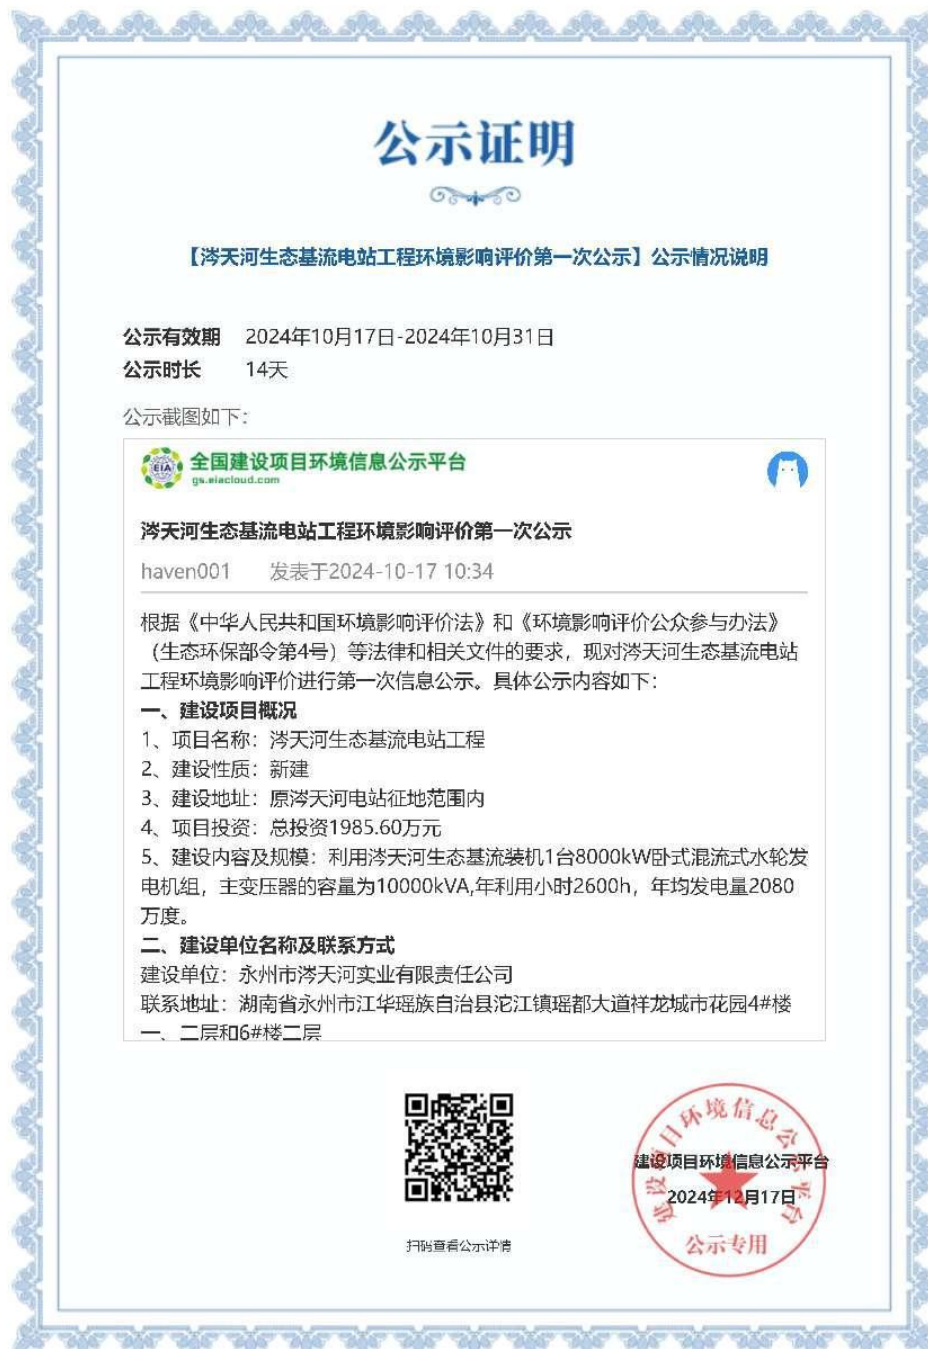 公示证明
【涔天河生态基流电站工程环境影响评价第一次公示】公示情况说明
公示有效期 2024年10月17日-2024年10月31日
公示时长 14天
公示截图如下：
EIA 全国建设项目环境信息公示平台
gs.eiacloud.com
涔天河生态基流电站工程环境影响评价第一次公示
haven001 发表于2024-10-17 10:34
根据《中华人民共和国环境影响评价法》和《环境影响评价公众参与办法》
（生态环保部令第4号）等法律和相关文件的要求，现对涔天河生态基流电站
工程环境影响评价进行第一次信息公示。具体公示内容如下：
一、建设项目概况
1、项目名称：涔天河生态基流电站工程
2、建设性质：新建
3、建设地址：原涔天河电站征地范围内
4、项目投资：总投资1985.60万元
5、建设内容及规模：利用涔天河生态基流装机1台8000kW卧式混流式水轮发
电机组，主变压器的容量为10000kVA,年利用小时2600h，年均发电量2080
万度。
二、建设单位名称及联系方式
建设单位：永州市涔天河实业有限责任公司
联系地址：湖南省永州市江华瑶族自治县沱江镇瑶都大道祥龙城市花园4#楼
一、二层和6#楼二层
扫码查看公示详情
建设项目环境信息公示平台
建设项目环境信息公示平台
2024年12月17日
公示专用